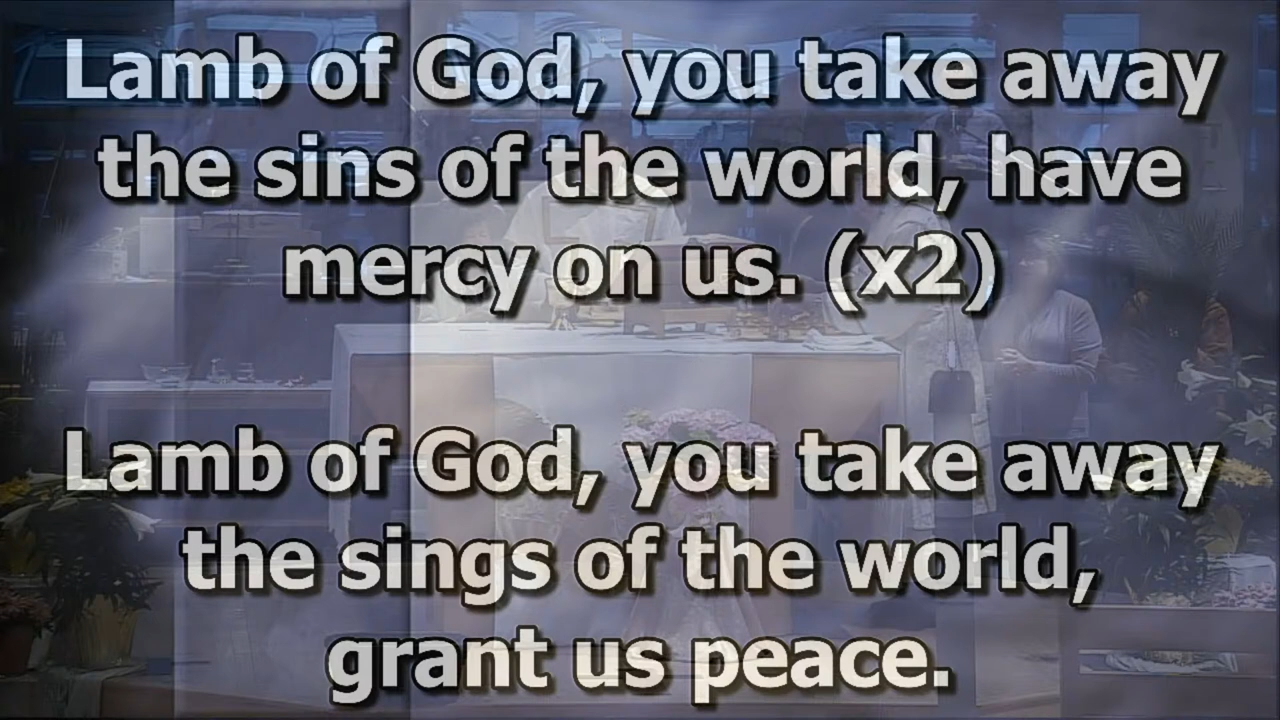 Lamb of God, you take away
the sins of the world, have
mercy on us. (x2)
Lamb of God, you take away
the sings of the world,
grant us peace.